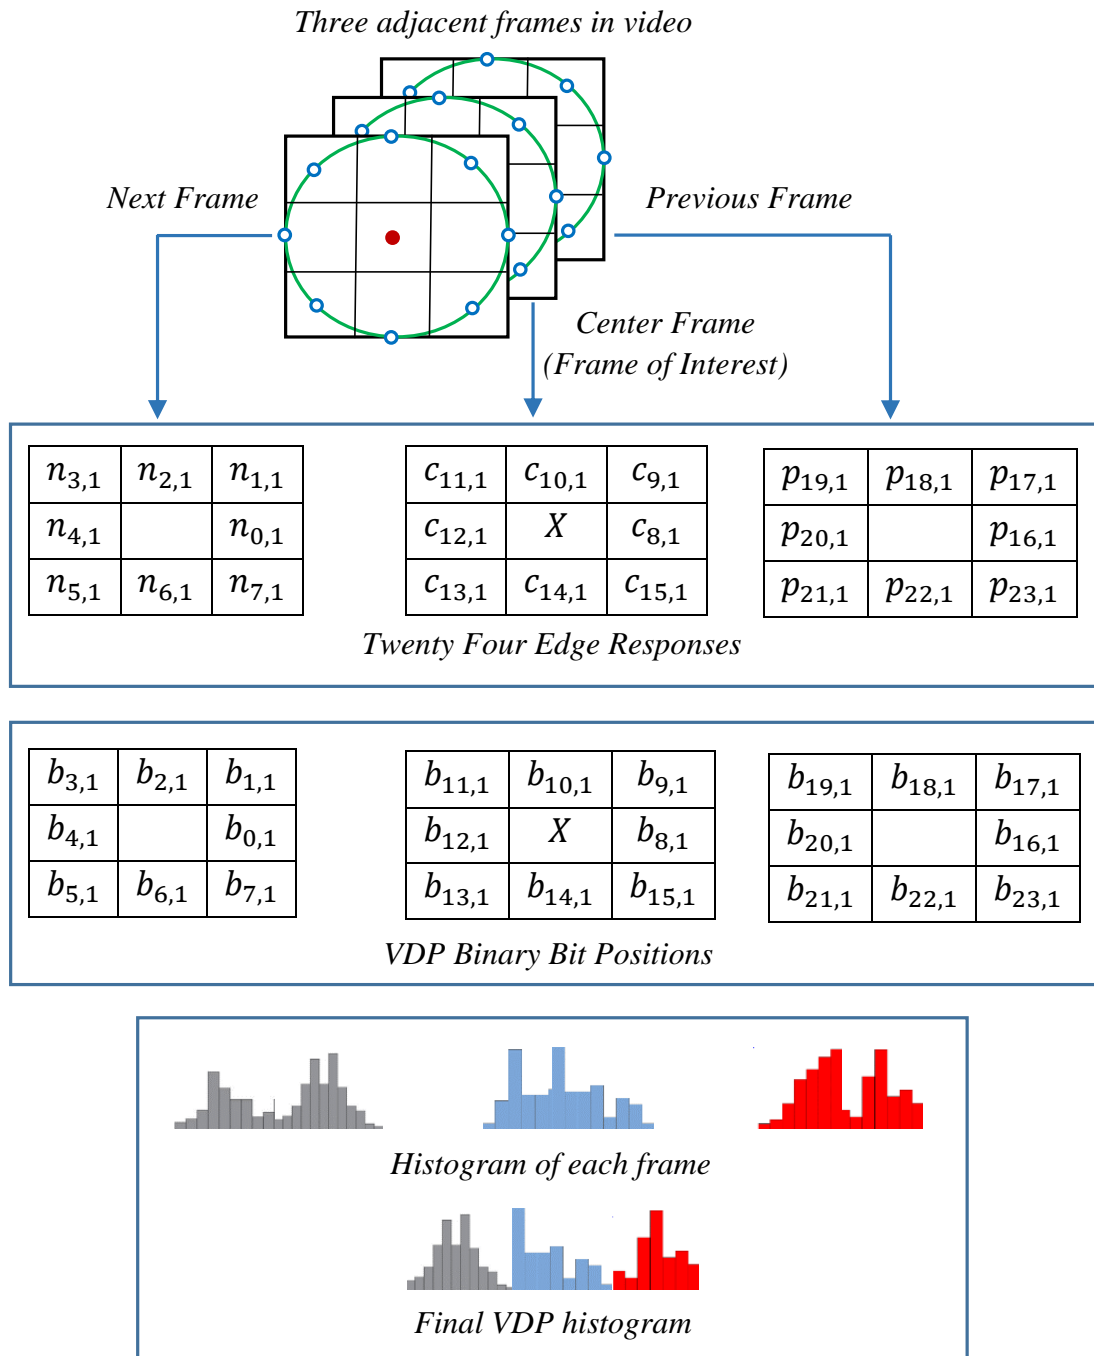 Three adjacent frames in video
Next Frame
Previous Frame
Center Frame
(Frame of Interest)
n3,1 n2,1 n1,1
n4,1 n0,1
n5,1 n6,1 n7,1
c11,1 c10,1 c9,1
c12,1 X c8,1
c13,1 c14,1 c15,1
p19,1 p18,1 p17,1
p20,1 p16,1
p21,1 p22,1 p23,1
Twenty Four Edge Responses
b3,1 b2,1 b1,1
b4,1 b0,1
b5,1 b6,1 b7,1
b11,1 b10,1 b9,1
b12,1 X b8,1
b13,1 b14,1 b15,1
b19,1 b18,1 b17,1
b20,1 b16,1
b21,1 b22,1 b23,1
VDP Binary Bit Positions
Histogram of each frame
Final VDP histogram